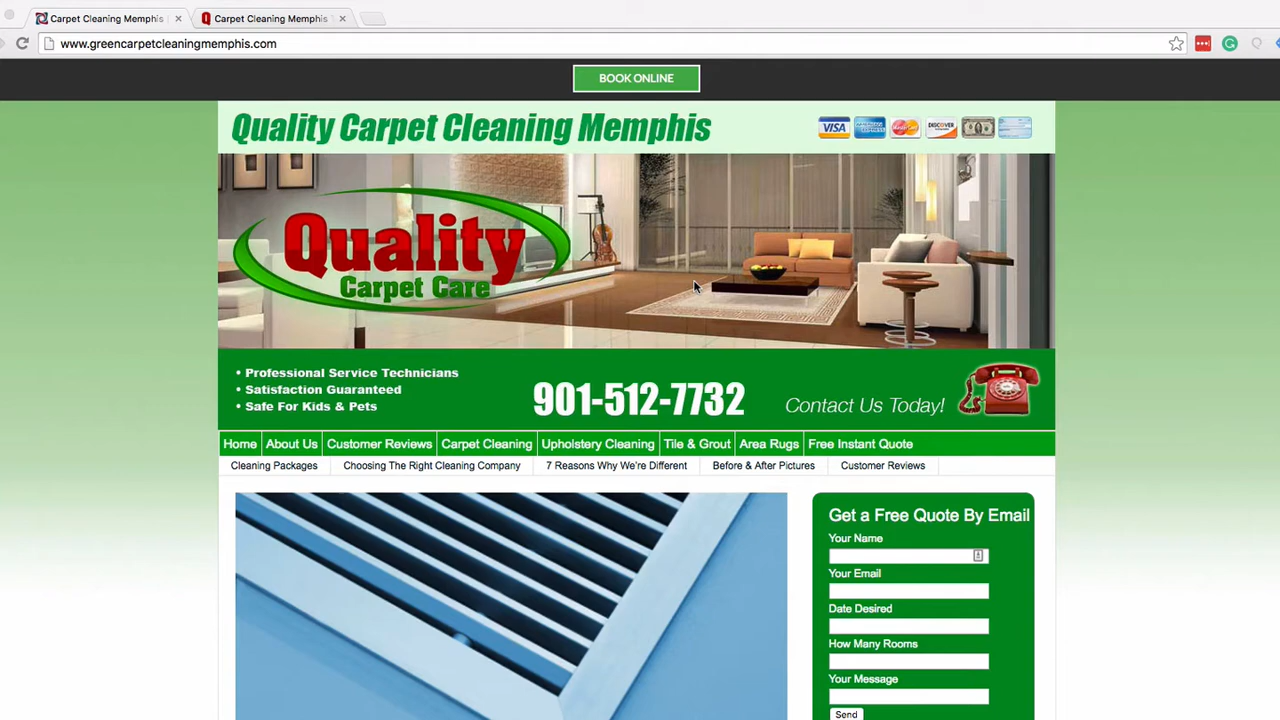 Carpet Cleaning Memphis
Carpet Cleaning Memphis
www.greencarpetcleaningmemphis.com
BOOK ONLINE
Quality Carpet Cleaning Memphis
VISA
MasterCard
DISCOVER
Quality
Carpet Care
• Professional Service Technicians
• Satisfaction Guaranteed
• Safe For Kids & Pets
901-512-7732
Contact Us Today!
Home About Us Customer Reviews Carpet Cleaning Upholstery Cleaning Tile & Grout Area Rugs Free Instant Quote
Cleaning Packages Choosing The Right Cleaning Company 7 Reasons Why We're Different Before & After Pictures Customer Reviews
Get a Free Quote By Email
Your Name
Your Email
Date Desired
How Many Rooms
Your Message
Send